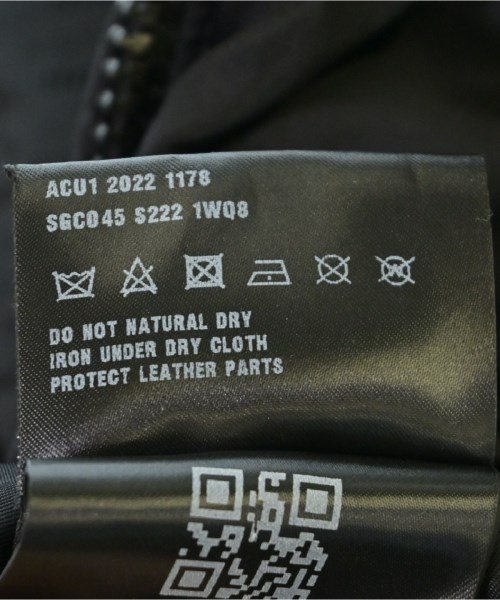 ACU1 2022 1178
SGC045 S222 1WQ8
DO NOT NATURAL DRY
IRON UNDER DRY CLOTH
PROTECT LEATHER PARTS